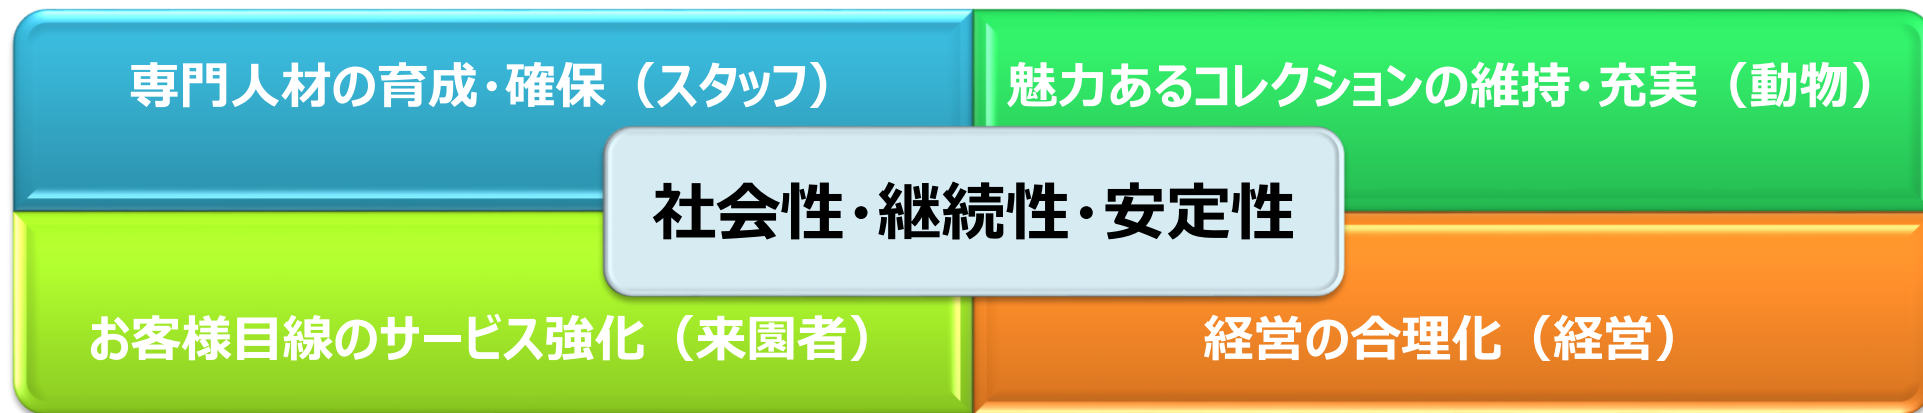 専門人材の育成・確保（スタッフ）
魅力あるコレクションの維持・充実（動物）
社会性・継続性・安定性
お客様目線のサービス強化（来園者）
経営の合理化（経営）